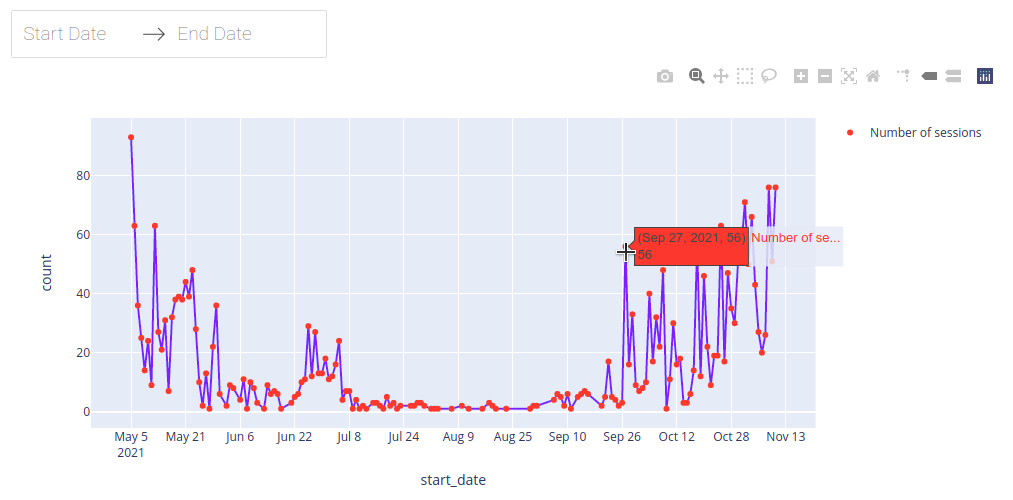 Start Date → End Date
Number of sessions
80
60
40
20
0
count
(Sep 27, 2021, 56) Number of se...
56
May 5 May 21 Jun 6 Jun 22 Jul 8 Jul 24 Aug 9 Aug 25 Sep 10 Sep 26 Oct 12 Oct 28 Nov 13
2021
start_date